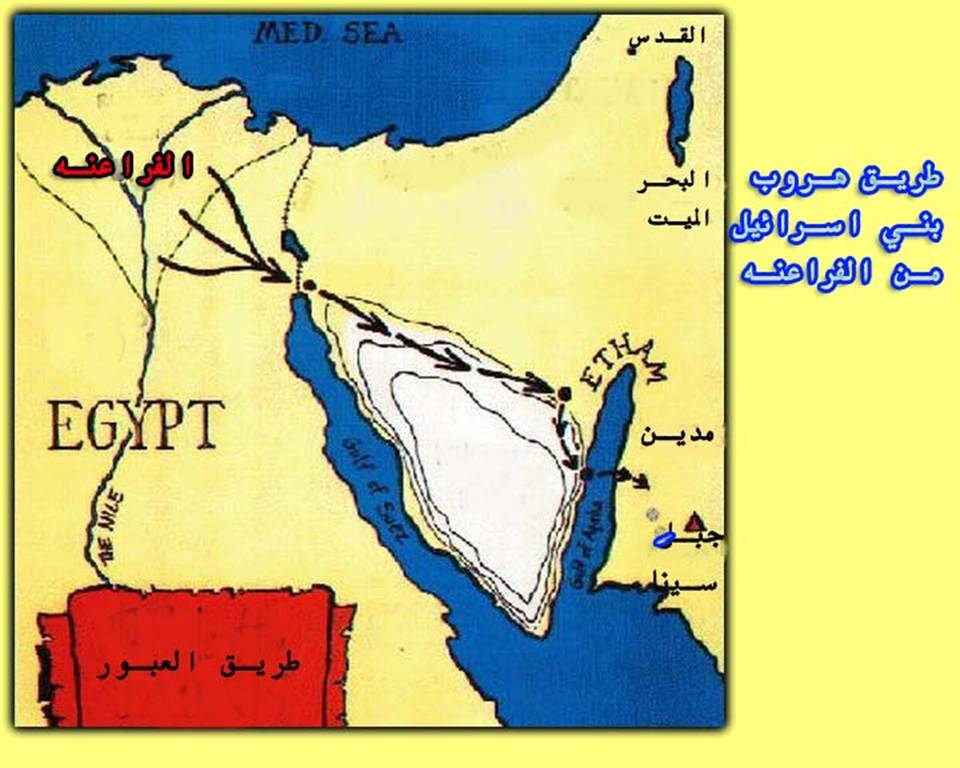 MED. SEA
القدس
البحر
الميت
الفراعنه
طريق هروب
بني اسرائيل
من الفراعنه
ETHAM
EGYPT
مدين
Gulf of Suez
THE NILE
Gulf of Aqaba
جبل
سينا
طريق العبور